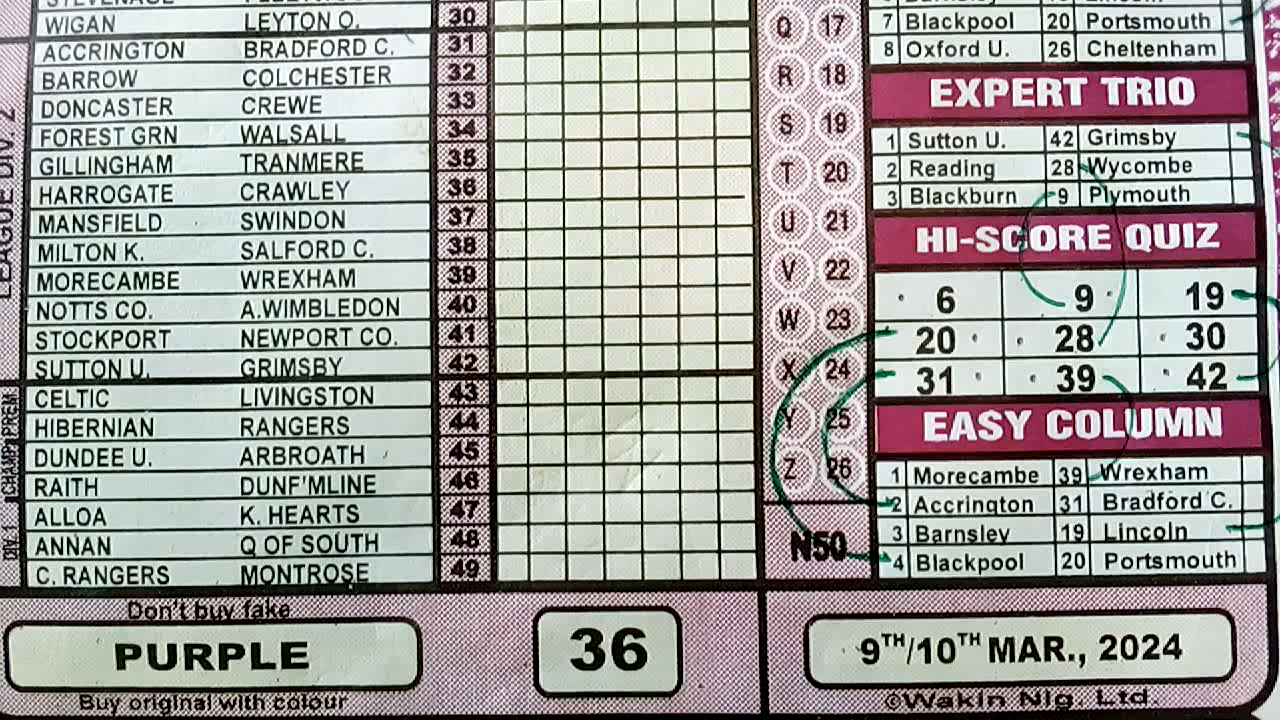 WIGAN LEYTON O. 30
ACCRINGTON BRADFORD C. 31
BARROW COLCHESTER 32
DONCASTER CREWE 33
FOREST GRN WALSALL 34
GILLINGHAM TRANMERE 35
HARROGATE CRAWLEY 36
MANSFIELD SWINDON 37
MILTON K. SALFORD C. 38
MORECAMBE WREXHAM 39
NOTTS CO. A.WIMBLEDON 40
STOCKPORT NEWPORT CO. 41
SUTTON U. GRIMSBY 42
CELTIC LIVINGSTON 43
HIBERNIAN RANGERS 44
DUNDEE U. ARBROATH 45
RAITH DUNF'MLINE 46
ALLOA K. HEARTS 47
ANNAN Q OF SOUTH 48
C. RANGERS MONTROSE 49
LEAGUE DIV. 2
Q 17
R 18
S 19
T 20
U 21
V 22
W 23
X 24
Y 25
Z 26
N50
7 Blackpool 20 Portsmouth
8 Oxford U. 26 Cheltenham
EXPERT TRIO
1 Sutton U. 42 Grimsby
2 Reading 28 Wycombe
3 Blackburn 9 Plymouth
HI-SCORE QUIZ
6 9 19
20 28 30
31 39 42
EASY COLUMN
1 Morecambe 39 Wrexham
2 Accrington 31 Bradford C.
3 Barnsley 19 Lincoln
4 Blackpool 20 Portsmouth
Don't buy fake
PURPLE
Buy original with colour
36
9TH/10TH MAR., 2024
©Wakin Nig. Ltd.